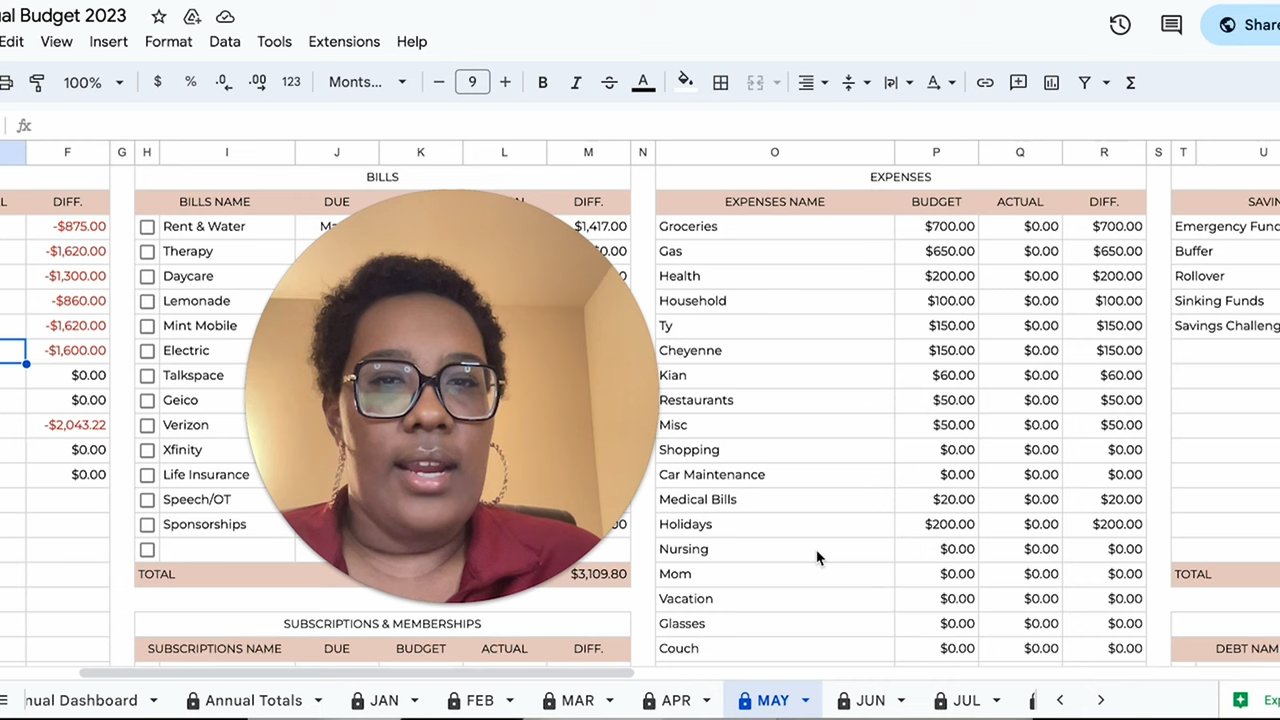 ual Budget 2023
Edit View Insert Format Data Tools Extensions Help Share
100% $ % .0 .00 123 Monts... − 9 + B I A Σ
fx
F G H I J K L M N O P Q R S T U
BILLS EXPENSES
L DIFF. BILLS NAME DUE DIFF. EXPENSES NAME BUDGET ACTUAL DIFF. SAVIN
-$875.00 Rent & Water Ma $1,417.00 Groceries $700.00 $0.00 $700.00 Emergency Fund
-$1,620.00 Therapy $0.00 Gas $650.00 $0.00 $650.00 Buffer
-$1,300.00 Daycare Health $200.00 $0.00 $200.00 Rollover
-$860.00 Lemonade Household $100.00 $0.00 $100.00 Sinking Funds
-$1,620.00 Mint Mobile Ty $150.00 $0.00 $150.00 Savings Challeng
-$1,600.00 Electric Cheyenne $150.00 $0.00 $150.00
$0.00 Talkspace Kian $60.00 $0.00 $60.00
$0.00 Geico Restaurants $50.00 $0.00 $50.00
-$2,043.22 Verizon Misc $50.00 $0.00 $50.00
$0.00 Xfinity Shopping $0.00 $0.00 $0.00
$0.00 Life Insurance Car Maintenance $0.00 $0.00 $0.00
Speech/OT Medical Bills $20.00 $0.00 $20.00
Sponsorships 00 Holidays $200.00 $0.00 $200.00
Nursing $0.00 $0.00 $0.00
TOTAL $3,109.80 Mom $0.00 $0.00 $0.00 TOTAL
Vacation $0.00 $0.00 $0.00
SUBSCRIPTIONS & MEMBERSHIPS Glasses $0.00 $0.00 $0.00
SUBSCRIPTIONS NAME DUE BUDGET ACTUAL DIFF. Couch $0.00 $0.00 $0.00 DEBT NAM
nual Dashboard Annual Totals JAN FEB MAR APR MAY JUN JUL Exp